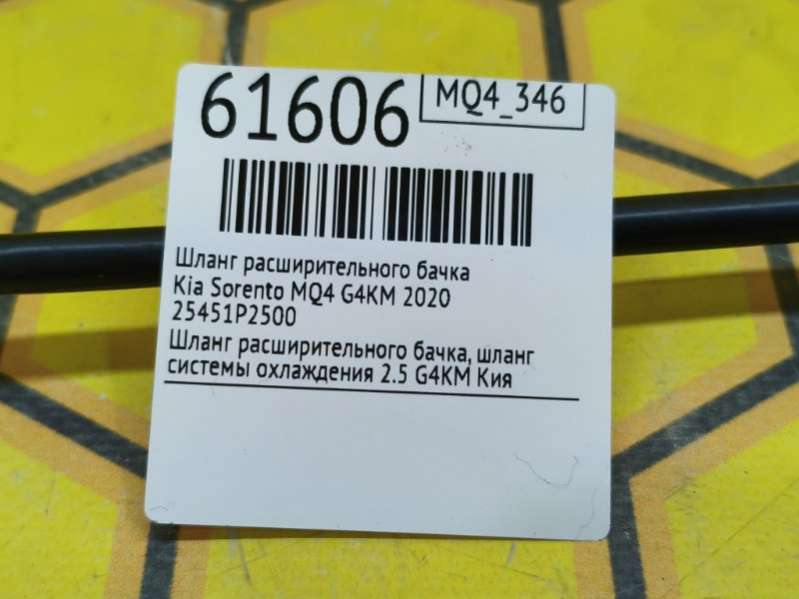 61606
MQ4_346
Шланг расширительного бачка
Kia Sorento MQ4 G4KM 2020
25451P2500
Шланг расширительного бачка, шланг
системы охлаждения 2.5 G4KM Кия